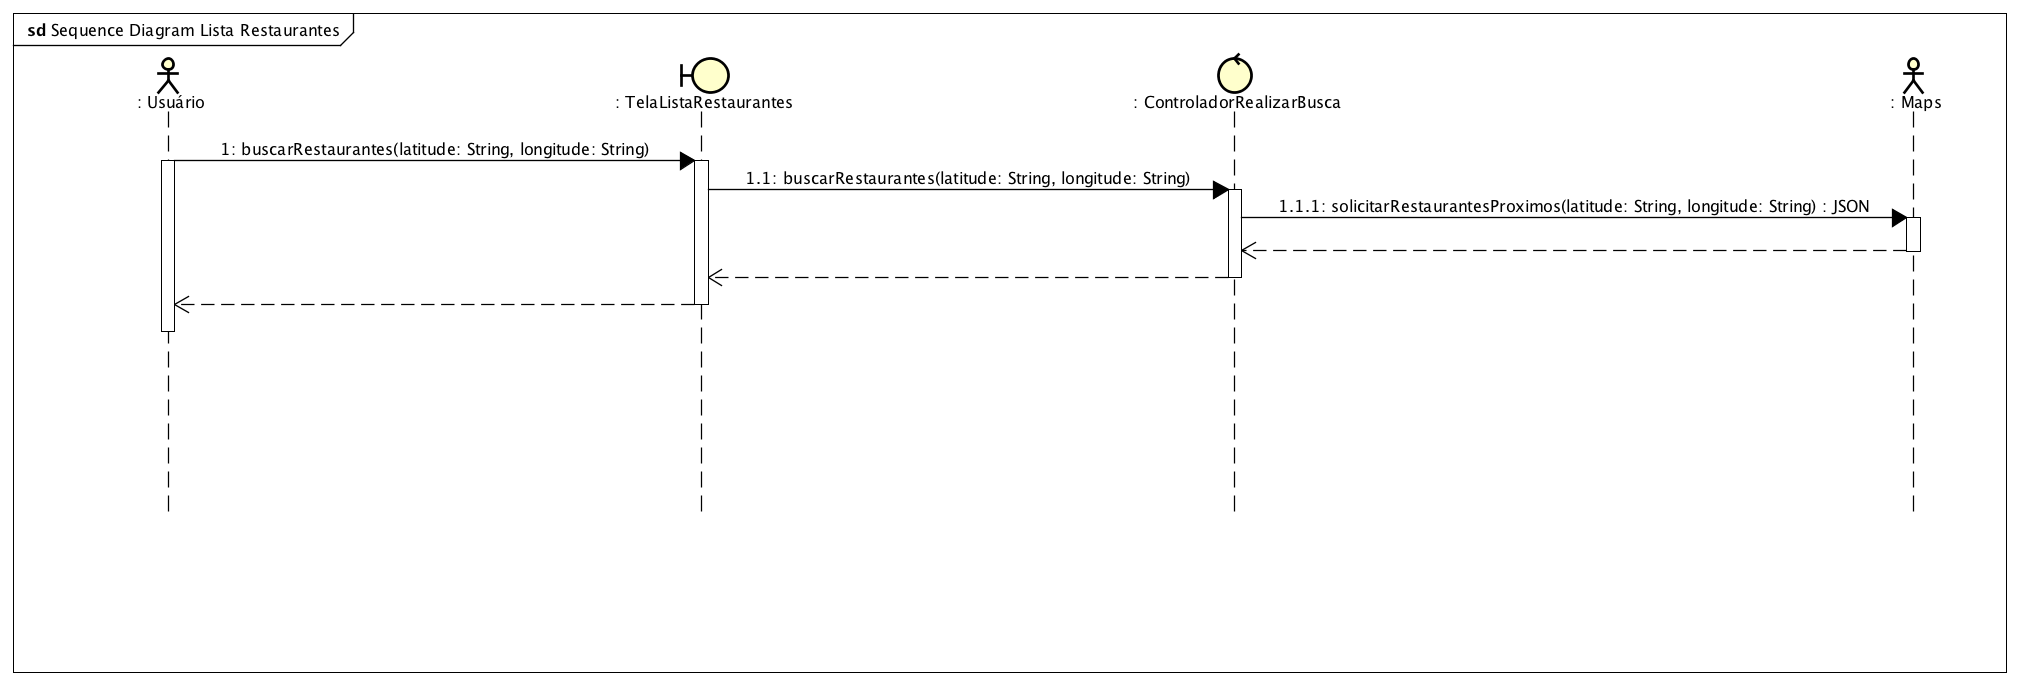 sd Sequence Diagram Lista Restaurantes
: Usuário
: TelaListaRestaurantes
: ControladorRealizarBusca
: Maps
1: buscarRestaurantes(latitude: String, longitude: String)
1.1: buscarRestaurantes(latitude: String, longitude: String)
1.1.1: solicitarRestaurantesProximos(latitude: String, longitude: String) : JSON